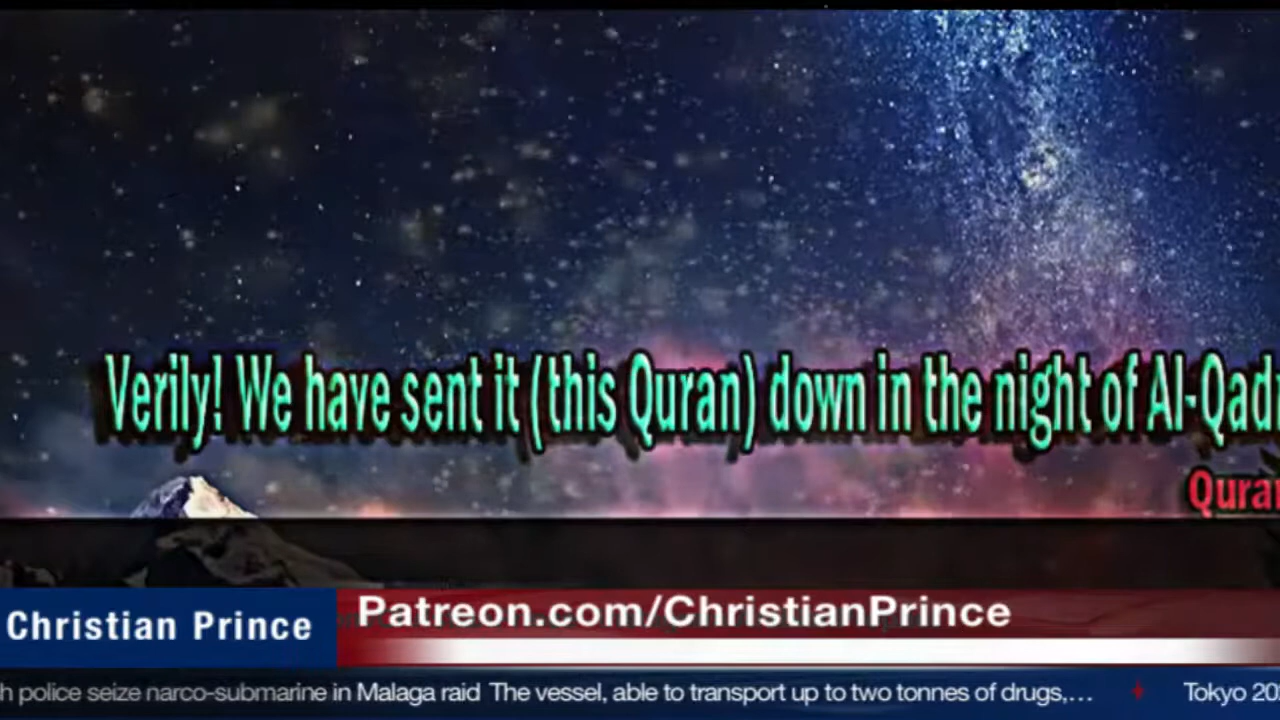 Verily! We have sent it (this Quran) down in the night of Al-Qadr
Quran
Christian Prince
Patreon.com/ChristianPrince
h police seize narco-submarine in Malaga raid The vessel, able to transport up to two tonnes of drugs,... Tokyo 20